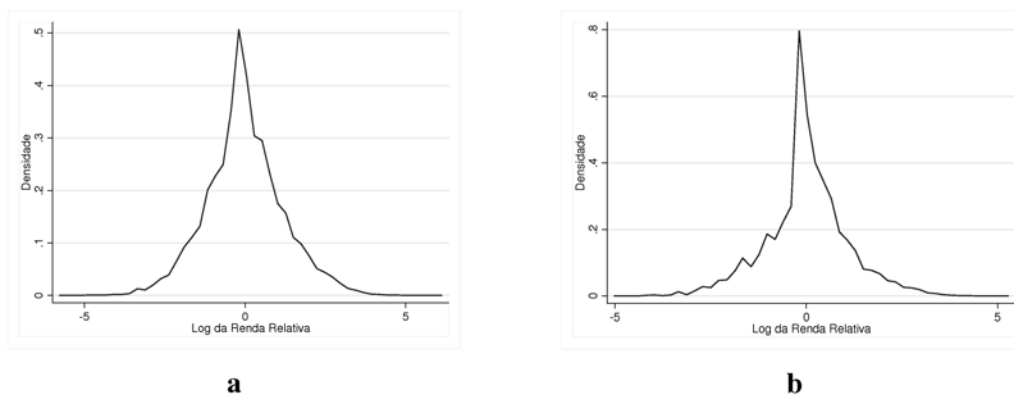 .5
.4
.3
.2
.1
0
Densidade
-5
0
5
Log da Renda Relativa
a
.8
.6
.4
.2
0
Densidade
-5
0
5
Log da Renda Relativa
b